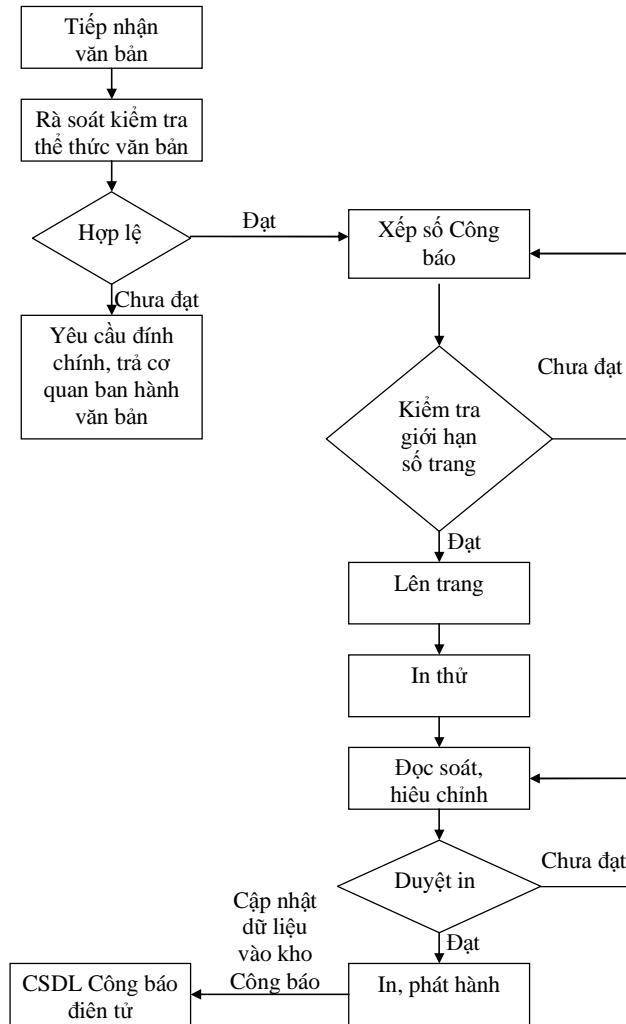 Tiếp nhận
văn bản
Rà soát kiểm tra
thể thức văn bản
Hợp lệ
Đạt
Xếp số Công
báo
Chưa đạt
Yêu cầu đính
chính, trả cơ
quan ban hành
văn bản
Chưa đạt
Kiểm tra
giới hạn
số trang
Đạt
Lên trang
In thử
Đọc soát,
hiêu chỉnh
Duyệt in
Chưa đạt
Cập nhật
dữ liệu
vào kho
Công báo
Đạt
In, phát hành
CSDL Công báo
điên tử